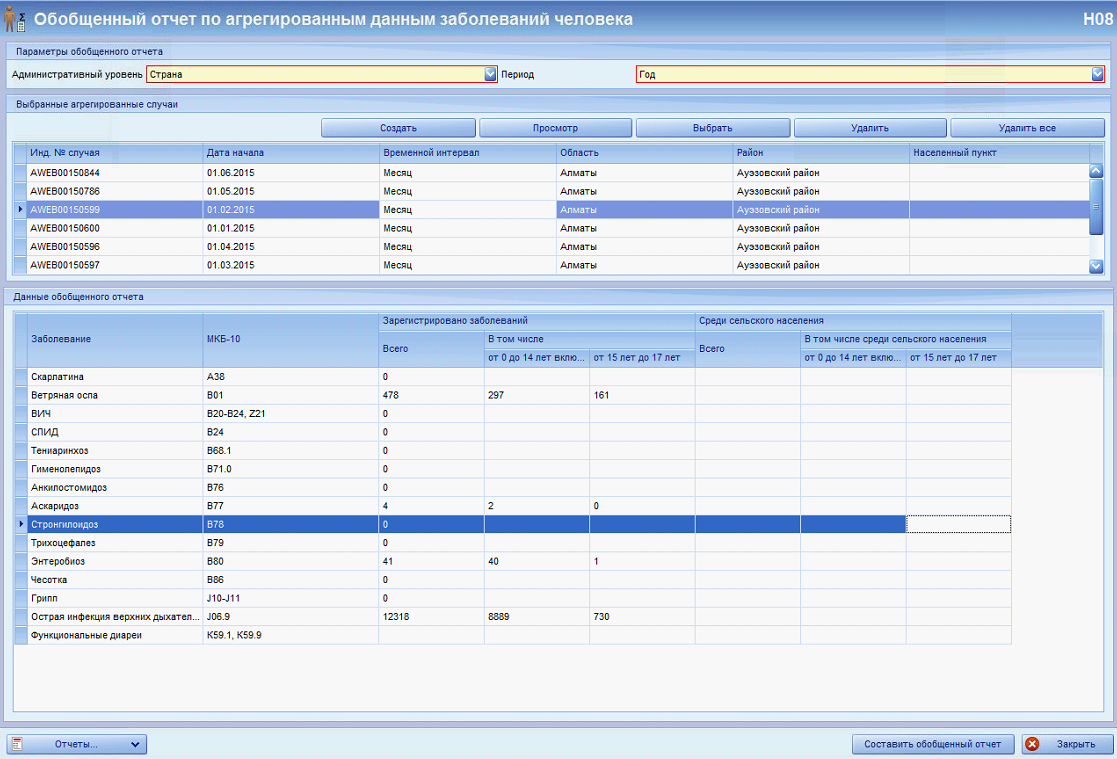 Обобщенный отчет по агрегированным данным заболеваний человека H08
Параметры обобщенного отчета
Административный уровень Страна Период Год
Выбранные агрегированные случаи
Создать Просмотр Выбрать Удалить Удалить все
Инд. № случая Дата начала Временной интервал Область Район Населенный пункт
AWEB00150844 01.06.2015 Месяц Алматы Ауэзовский район
AWEB00150786 01.05.2015 Месяц Алматы Ауэзовский район
AWEB00150599 01.02.2015 Месяц Алматы Ауэзовский район
AWEB00150600 01.01.2015 Месяц Алматы Ауэзовский район
AWEB00150596 01.04.2015 Месяц Алматы Ауэзовский район
AWEB00150597 01.03.2015 Месяц Алматы Ауэзовский район
Данные обобщенного отчета
Зарегистрировано заболеваний Среди сельского населения
Заболевание МКБ-10 Всего В том числе Всего В том числе среди сельского населения
от 0 до 14 лет вклю... от 15 лет до 17 лет от 0 до 14 лет вклю... от 15 лет до 17 лет
Скарлатина A38 0
Ветряная оспа B01 478 297 161
ВИЧ B20-B24, Z21 0
СПИД B24 0
Тениаринхоз B68.1 0
Гименолепидоз B71.0 0
Анкилостомидоз B76 0
Аскаридоз B77 4 2 0
Стронгилоидоз B78 0
Трихоцефалез B79 0
Энтеробиоз B80 41 40 1
Чесотка B86 0
Грипп J10-J11 0
Острая инфекция верхних дыхател... J06.9 12318 8889 730
Функциональные диареи K59.1, K59.9
Отчеты... Составить обобщенный отчет Закрыть